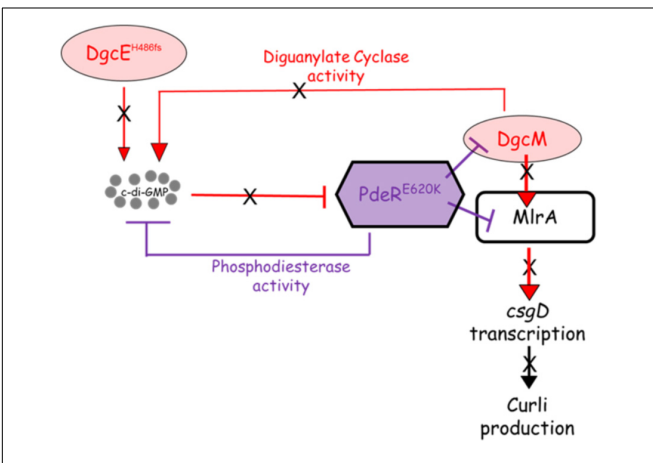 DgcE^H486fs
Diguanylate Cyclase
activity
X
X
DgcM
X
c-di-GMP
X
PdeR^E620K
MlrA
Phosphodiesterase
activity
X
csgD
transcription
X
Curli
production